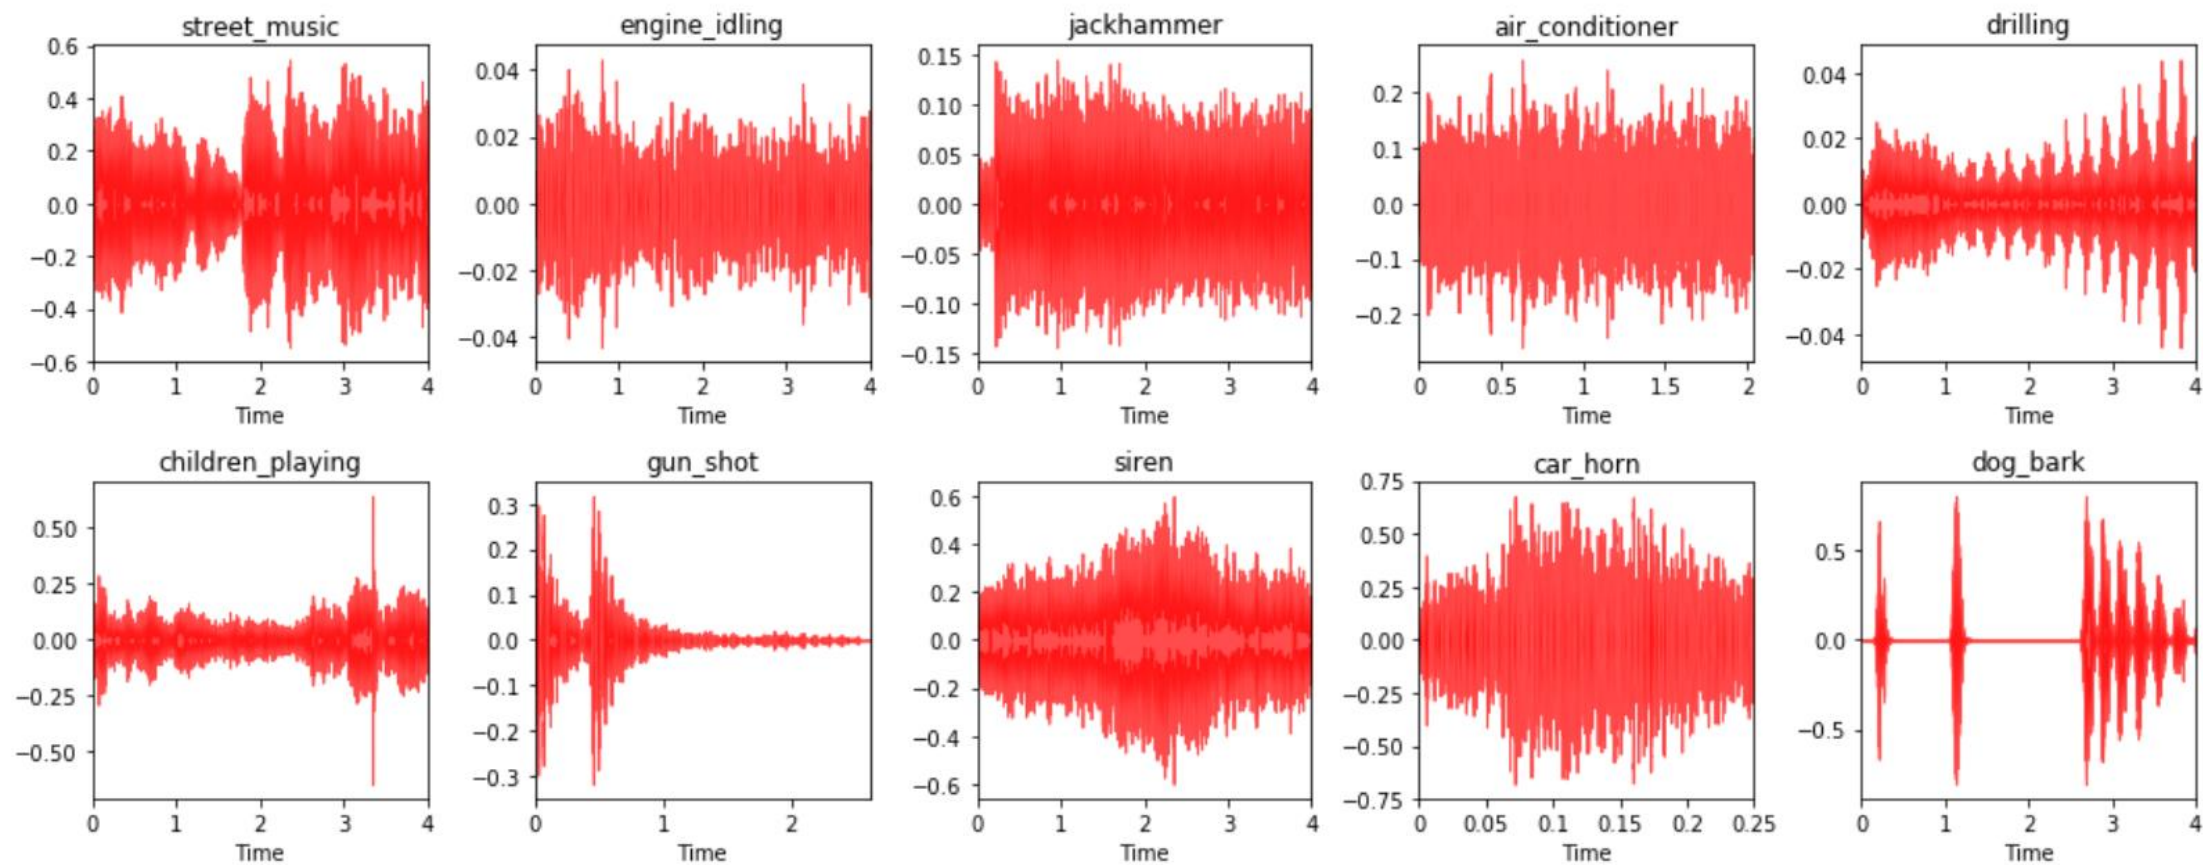 street_music
0.6
0.4
0.2
0.0
−0.2
−0.4
−0.6
0 1 2 3 4
Time
engine_idling
0.04
0.02
0.00
−0.02
−0.04
0 1 2 3 4
Time
jackhammer
0.15
0.10
0.05
0.00
−0.05
−0.10
−0.15
0 1 2 3 4
Time
air_conditioner
0.2
0.1
0.0
−0.1
−0.2
0 0.5 1 1.5 2
Time
drilling
0.04
0.02
0.00
−0.02
−0.04
0 1 2 3 4
Time
children_playing
0.50
0.25
0.00
−0.25
−0.50
0 1 2 3 4
Time
gun_shot
0.3
0.2
0.1
0.0
−0.1
−0.2
−0.3
0 1 2
Time
siren
0.6
0.4
0.2
0.0
−0.2
−0.4
−0.6
0 1 2 3 4
Time
car_horn
0.75
0.50
0.25
0.00
−0.25
−0.50
−0.75
0 0.05 0.1 0.15 0.2 0.25
Time
dog_bark
0.5
0.0
−0.5
0 1 2 3 4
Time